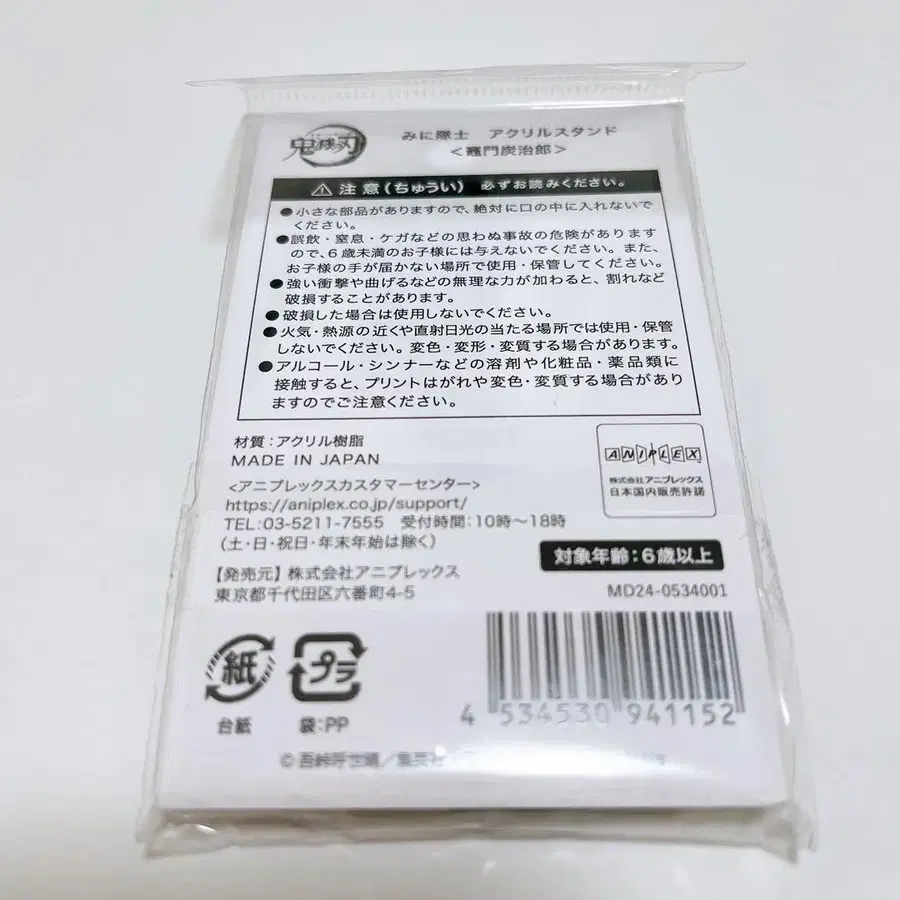 鬼滅の刃
みに隊士 アクリルスタンド
＜竈門炭治郎＞
⚠ 注意（ちゅうい） 必ずお読みください。
●小さな部品がありますので、絶対に口の中に入れないで
ください。
●誤飲・窒息・ケガなどの思わぬ事故の危険があります
ので、6歳未満のお子様には与えないでください。また、
お子様の手が届かない場所で使用・保管してください。
●強い衝撃や曲げるなどの無理な力が加わると、割れなど
破損することがあります。
●破損した場合は使用しないでください。
●火気・熱源の近くや直射日光の当たる場所では使用・保管
しないでください。変色・変形・変質する場合があります。
●アルコール・シンナーなどの溶剤や化粧品・薬品類に
接触すると、プリントはがれや変色・変質する場合があり
ますのでご注意ください。
材質：アクリル樹脂
MADE IN JAPAN
＜アニプレックスカスタマーセンター＞
https://aniplex.co.jp/support/
TEL：03-5211-7555 受付時間：10時～18時
（土・日・祝日・年末年始は除く）
【発売元】株式会社アニプレックス
東京都千代田区六番町4-5
ANIPLEX
株式会社アニプレックス
日本国内販売許諾
対象年齢：6歳以上
MD24-0534001
紙
台紙
プラ
袋：PP
4 534530 941152
© 吾峠呼世晴／集英社